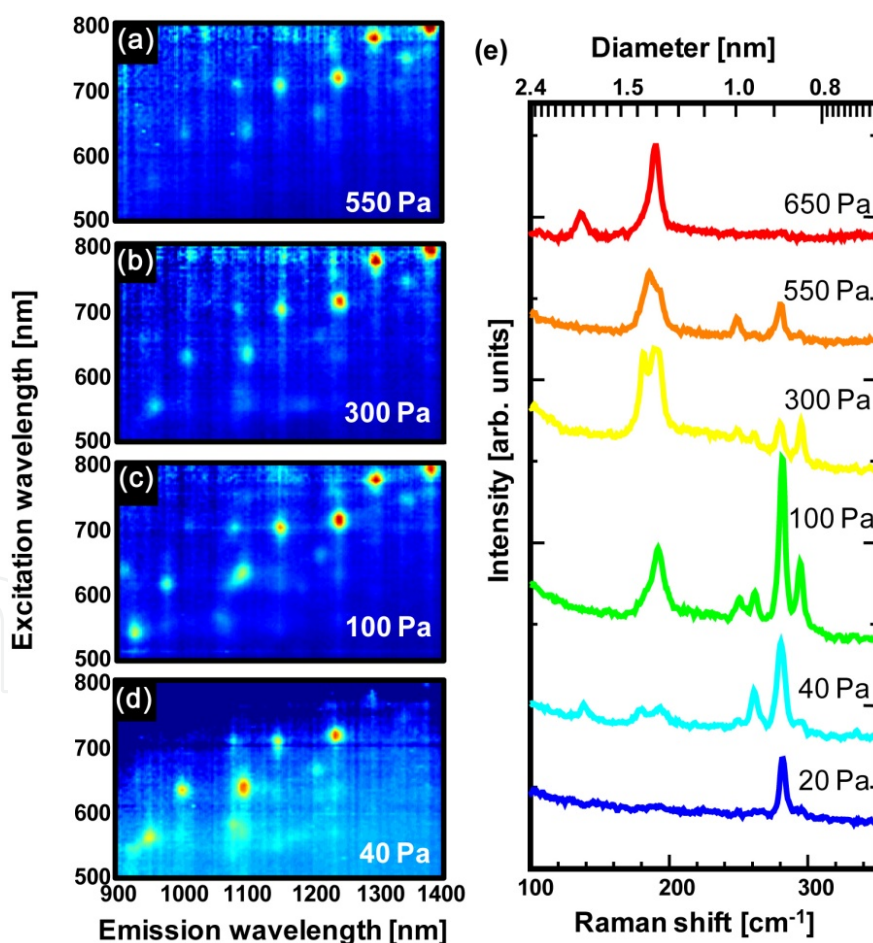 (a)
800
700
600
500
550 Pa
(b)
800
700
600
500
300 Pa
(c)
800
700
600
500
100 Pa
(d)
800
700
600
500
40 Pa
900 1000 1100 1200 1300 1400
Emission wavelength [nm]
Excitation wavelength [nm]
(e)
Diameter [nm]
2.4 1.5 1.0 0.8
650 Pa
550 Pa
300 Pa
100 Pa
40 Pa
20 Pa
Intensity [arb. units]
100 200 300
Raman shift [cm-1]